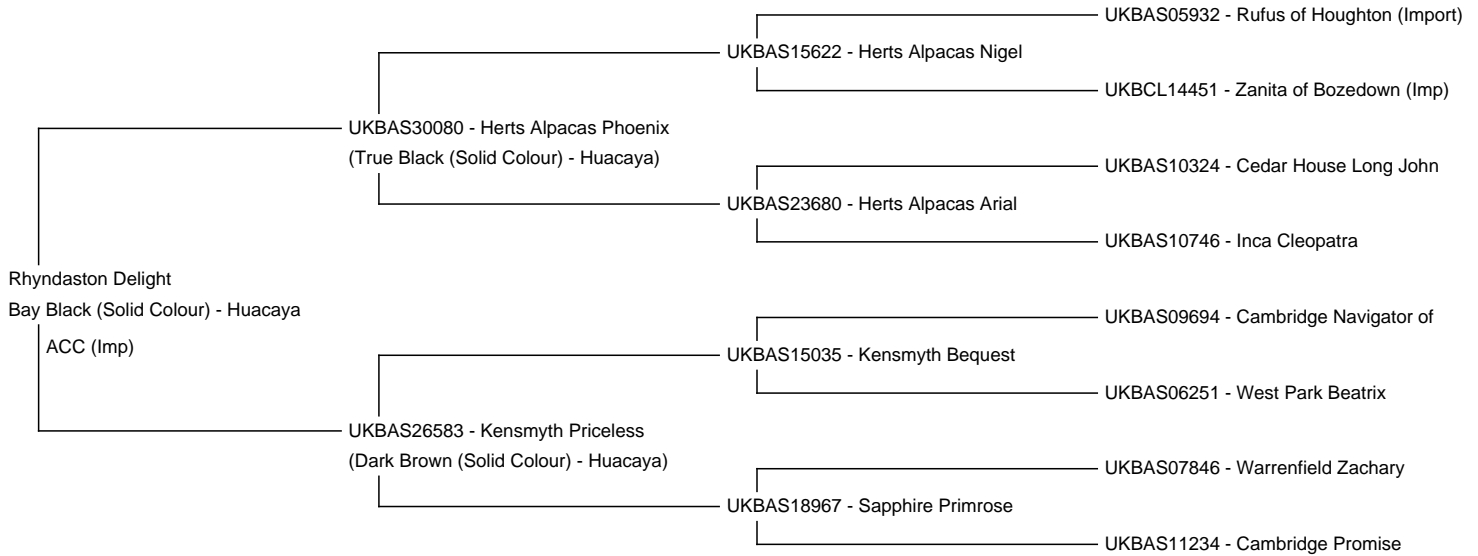 UKBAS05932 - Rufus of Houghton (Import)
UKBAS15622 - Herts Alpacas Nigel
UKBCL14451 - Zanita of Bozedown (Imp)
UKBAS30080 - Herts Alpacas Phoenix
(True Black (Solid Colour) - Huacaya)
UKBAS10324 - Cedar House Long John
UKBAS23680 - Herts Alpacas Arial
UKBAS10746 - Inca Cleopatra
Rhyndaston Delight
Bay Black (Solid Colour) - Huacaya
ACC (Imp)
UKBAS09694 - Cambridge Navigator of
UKBAS15035 - Kensmyth Bequest
UKBAS06251 - West Park Beatrix
UKBAS26583 - Kensmyth Priceless
(Dark Brown (Solid Colour) - Huacaya)
UKBAS07846 - Warrenfield Zachary
UKBAS18967 - Sapphire Primrose
UKBAS11234 - Cambridge Promise